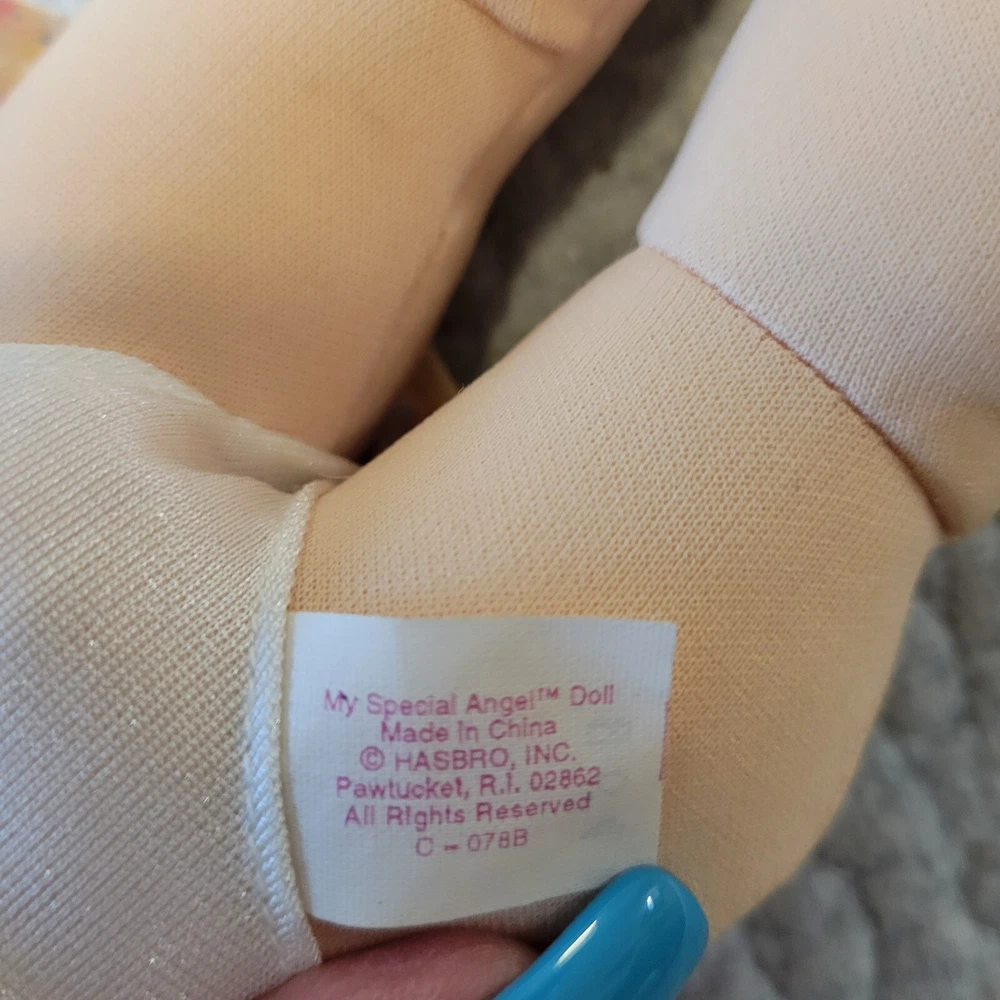 My Special Angel™ Doll
Made In China
© HASBRO, INC.
Pawtucket, R.I. 02862
All Rights Reserved
C - 078B